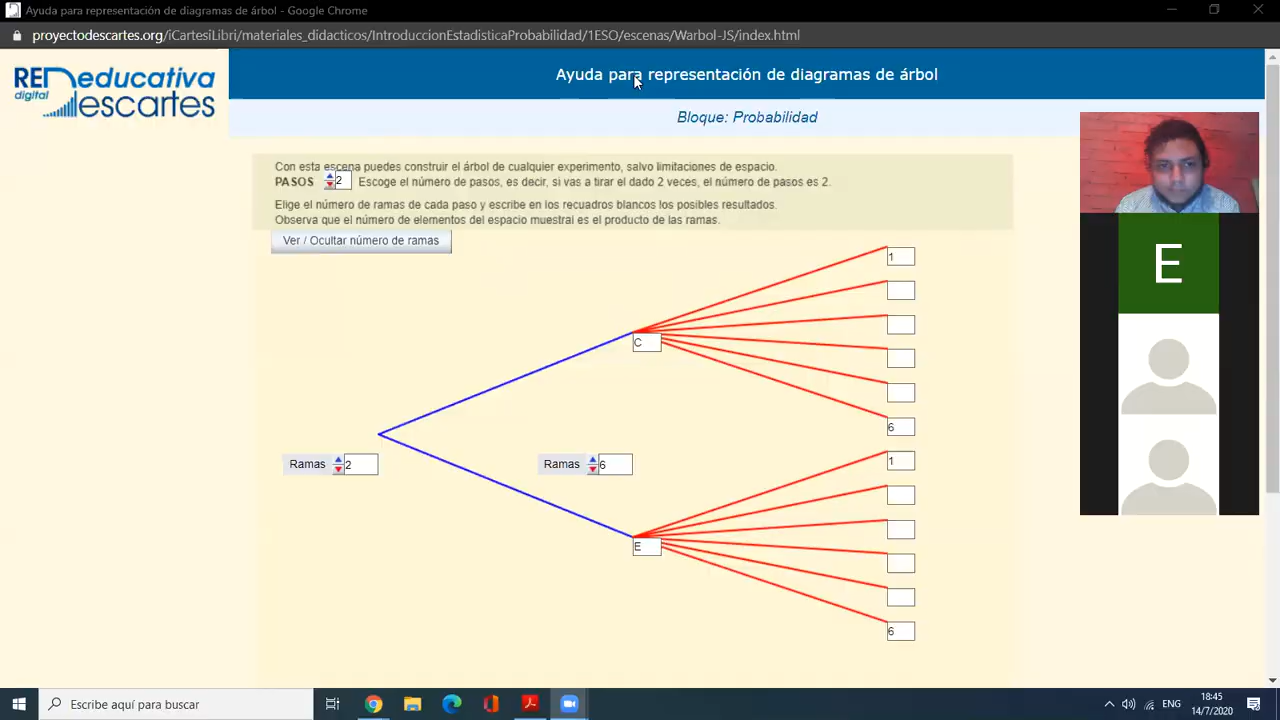 Ayuda para representación de diagramas de árbol - Google Chrome
proyectodescartes.org/iCartesiLibri/materiales_didacticos/IntroduccionEstadisticaProbabilidad/1ESO/escenas/Warbol-JS/index.html
RED educativa
digital Descartes
Ayuda para representación de diagramas de árbol
Bloque: Probabilidad
Con esta escena puedes construir el árbol de cualquier experimento, salvo limitaciones de espacio.
PASOS 2 Escoge el número de pasos, es decir, si vas a tirar el dado 2 veces, el número de pasos es 2.
Elige el número de ramas de cada paso y escribe en los recuadros blancos los posibles resultados.
Observa que el número de elementos del espacio muestral es el producto de las ramas.
Ver / Ocultar número de ramas
1
C
6
1
Ramas 2
Ramas 6
E
6
E
Escribe aquí para buscar
ENG
18:45
14/7/2020